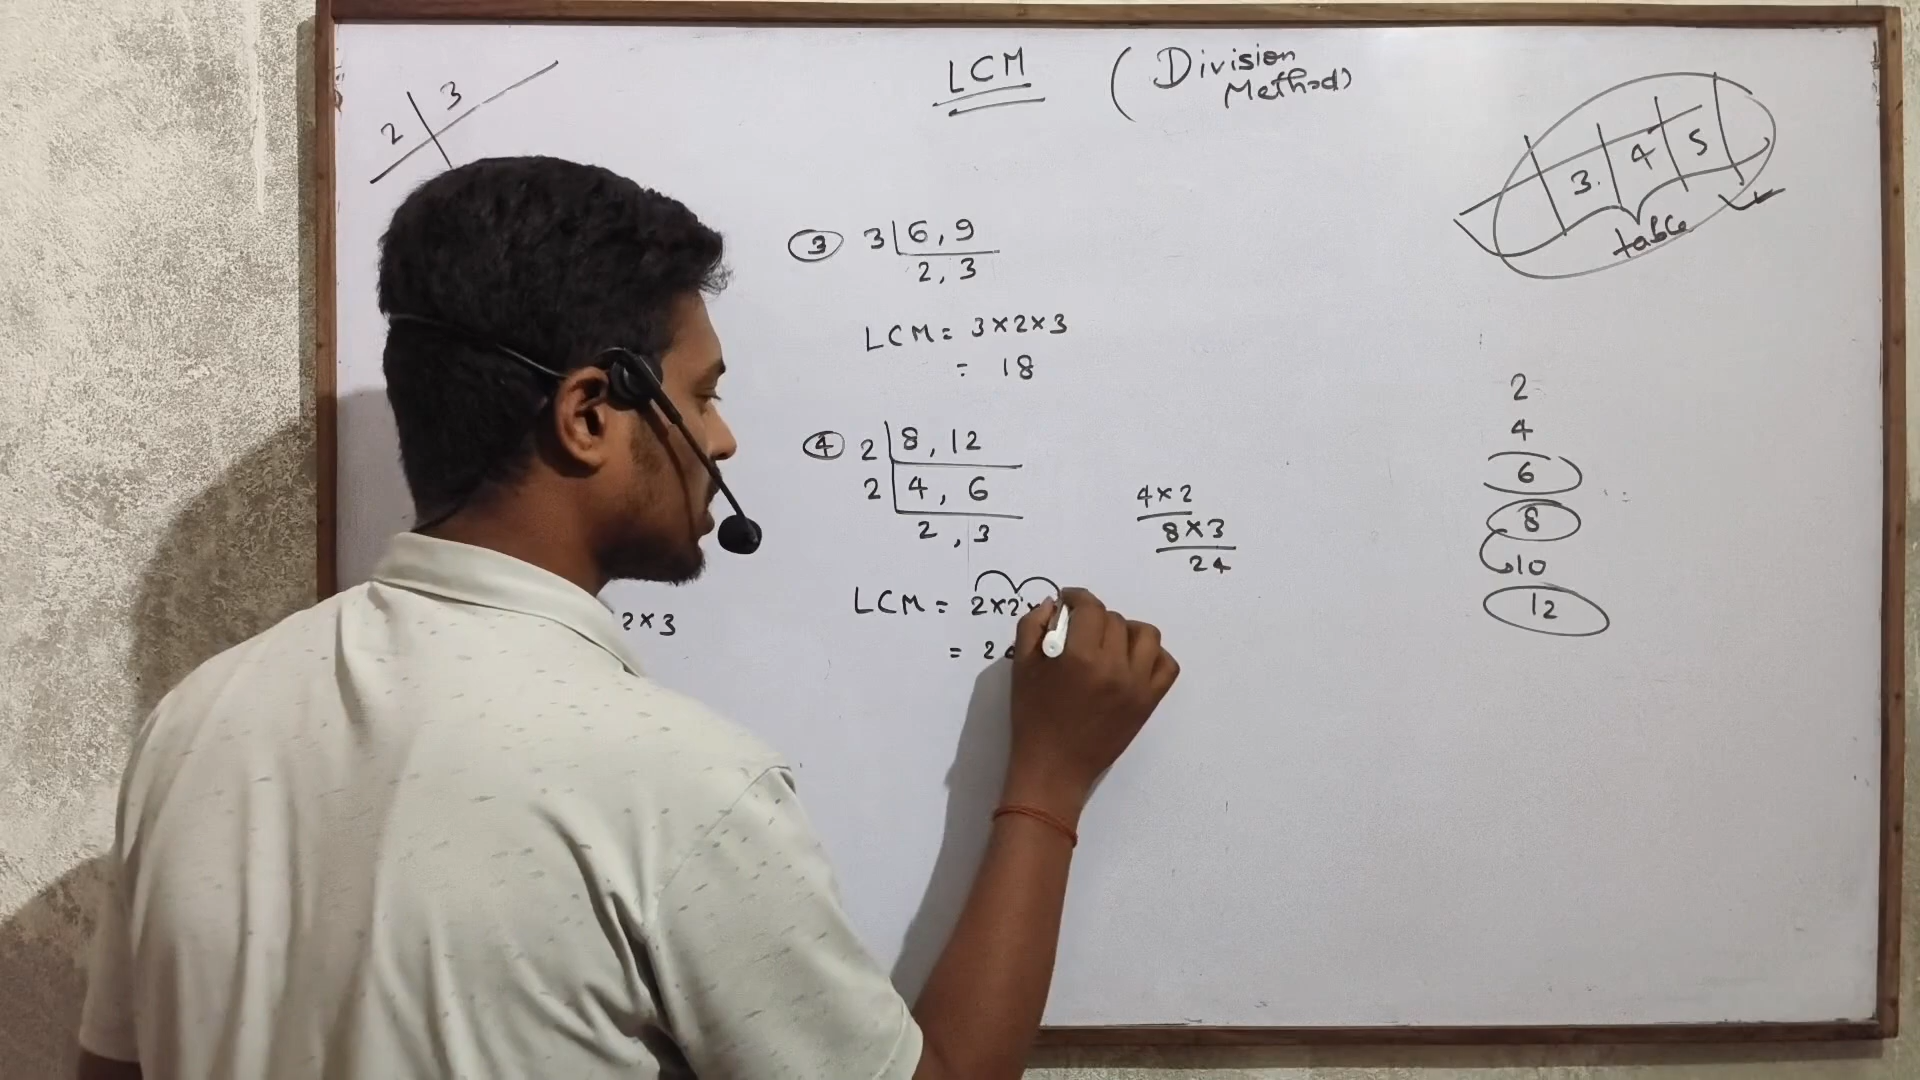 LCM (Division
Method)
2 3
3. 4 5
table
③ 3 6, 9
2, 3
LCM = 3×2×3
= 18
④ 2 8, 12
2 4, 6
2, 3
LCM = 2×2×
= 2
2×3
4×2
8×3
24
2
4
6
8
10
12